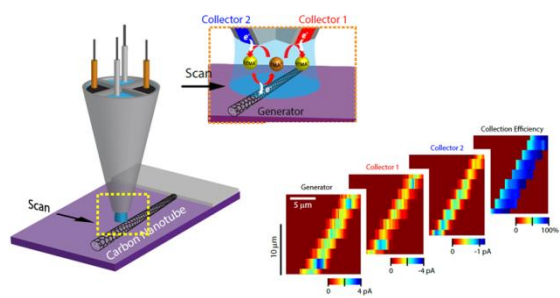 Collector 2
Collector 1
Scan
Generator
Scan
Carbon Nanotube
Collection Efficiency
Collector 2
Collector 1
Generator
5 μm
10 μm
0 100%
0 -1 pA
0 -4 pA
0 4 pA